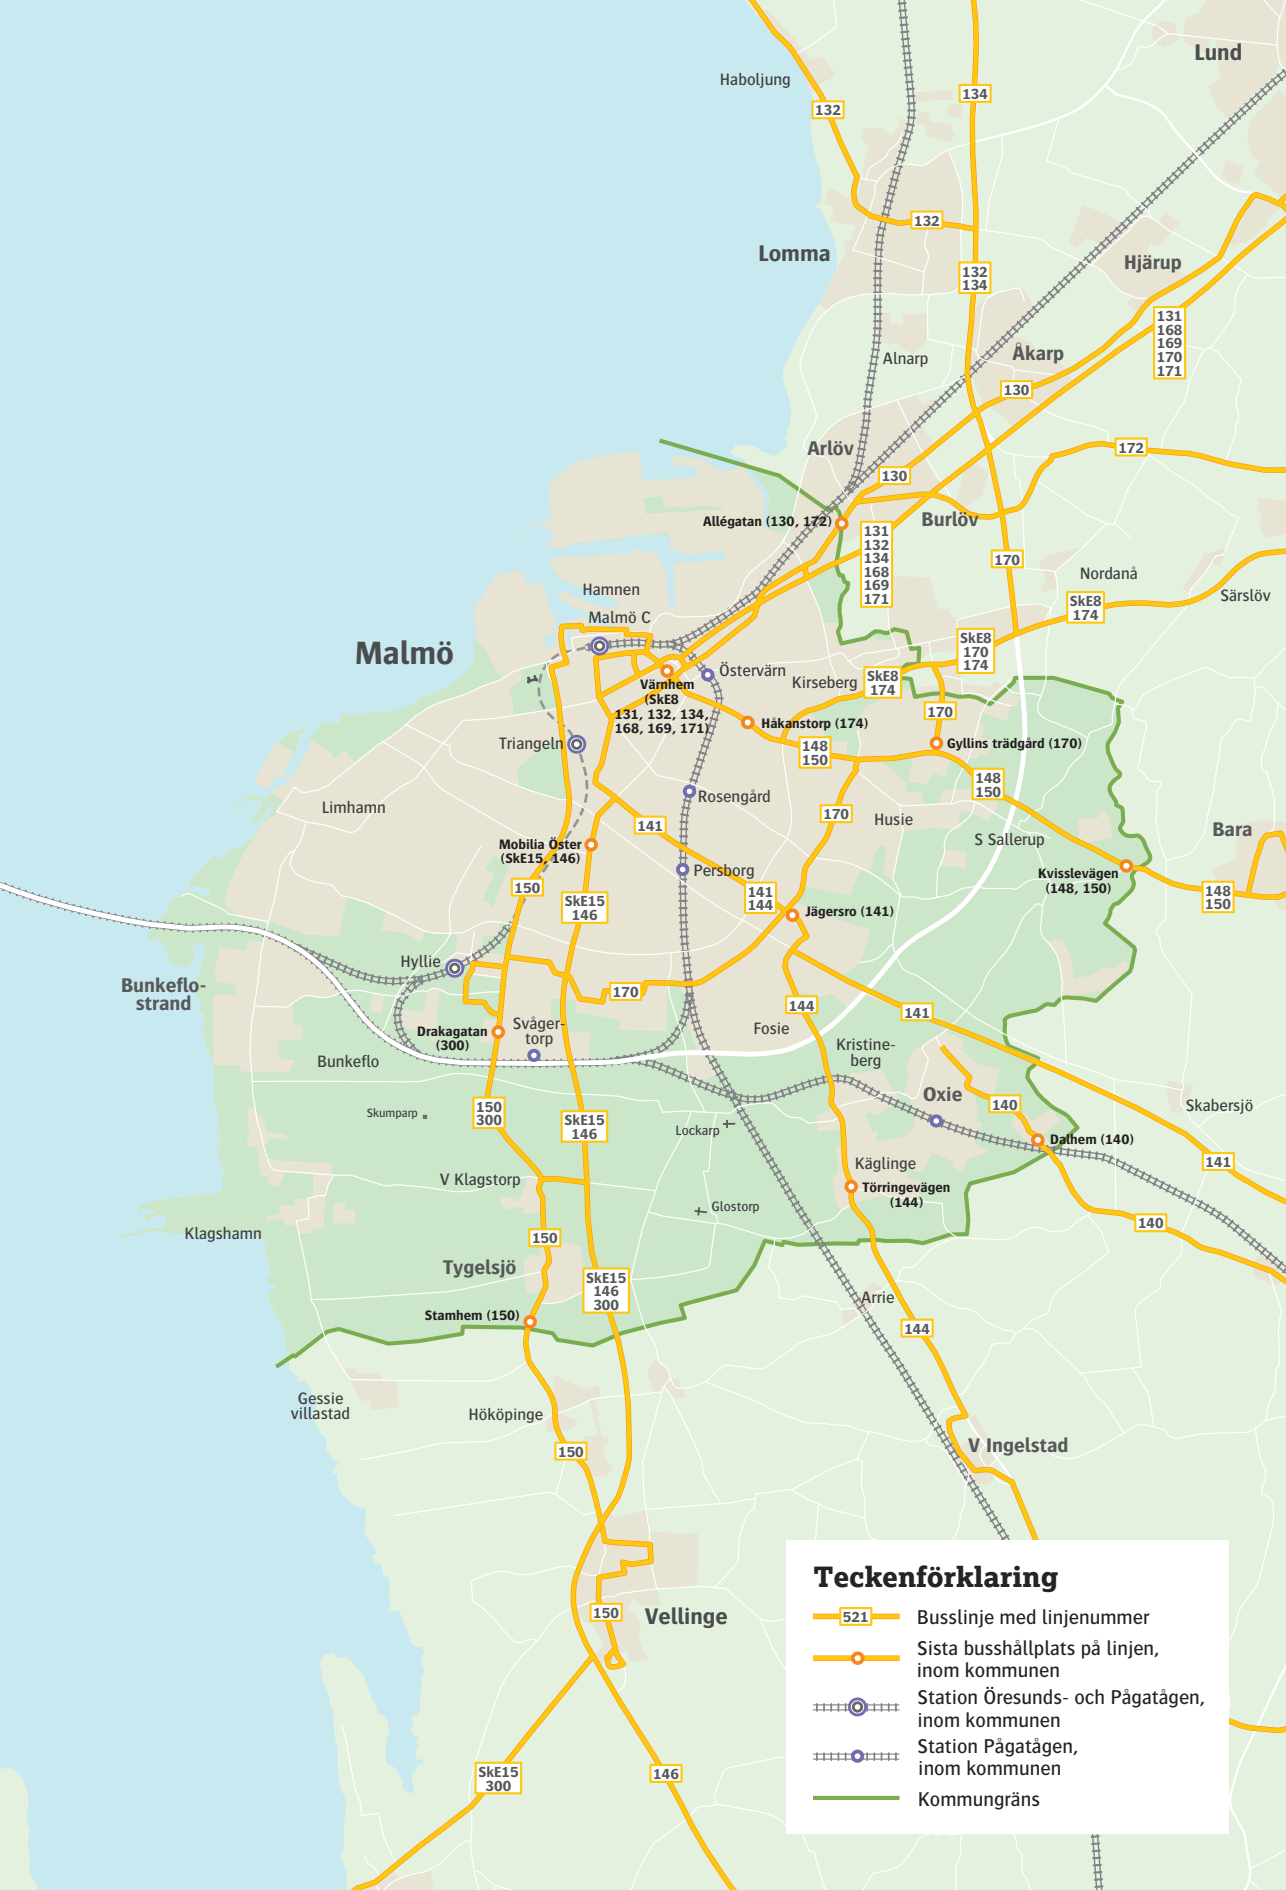 Lund
Haboljung
134
132
132
Lomma
Hjärup
132
134
131
168
169
170
171
Åkarp
Alnarp
130
Arlöv
172
130
Allégatan (130, 172)
Burlöv
131
132
134
168
169
171
170
Nordanå
Särslöv
SkE8
174
Hamnen
Malmö C
Malmö
SkE8
170
174
Östervärn
Kirseberg
SkE8
174
Värnhem
(SkE8
131, 132, 134,
168, 169, 171)
170
Håkanstorp (174)
Triangeln
148
150
Gyllins trädgård (170)
148
150
Rosengård
Limhamn
170
Husie
141
Bara
S Sallerup
Mobilia Öster
(SkE15, 146)
Persborg
Kvisslevägen
(148, 150)
150
141
144
148
150
SkE15
146
Jägersro (141)
Hyllie
Bunkeflo-
strand
170
144
141
Drakagatan
(300)
Svåger-
torp
Fosie
Kristine-
berg
Bunkeflo
Oxie
140
Skabersjö
150
300
Skumparp
SkE15
146
Lockarp
Dalhem (140)
141
Käglinge
V Klagstorp
Törringevägen
(144)
Glostorp
140
Klagshamn
150
Tygelsjö
SkE15
146
300
Arrie
Stamhem (150)
144
Gessie
villastad
Hököpinge
V Ingelstad
150
Teckenförklaring
521
Busslinje med linjenummer
Sista busshållplats på linjen,
inom kommunen
Station Öresunds- och Pågatågen,
inom kommunen
Station Pågatågen,
inom kommunen
Kommungräns
150
Vellinge
SkE15
300
146